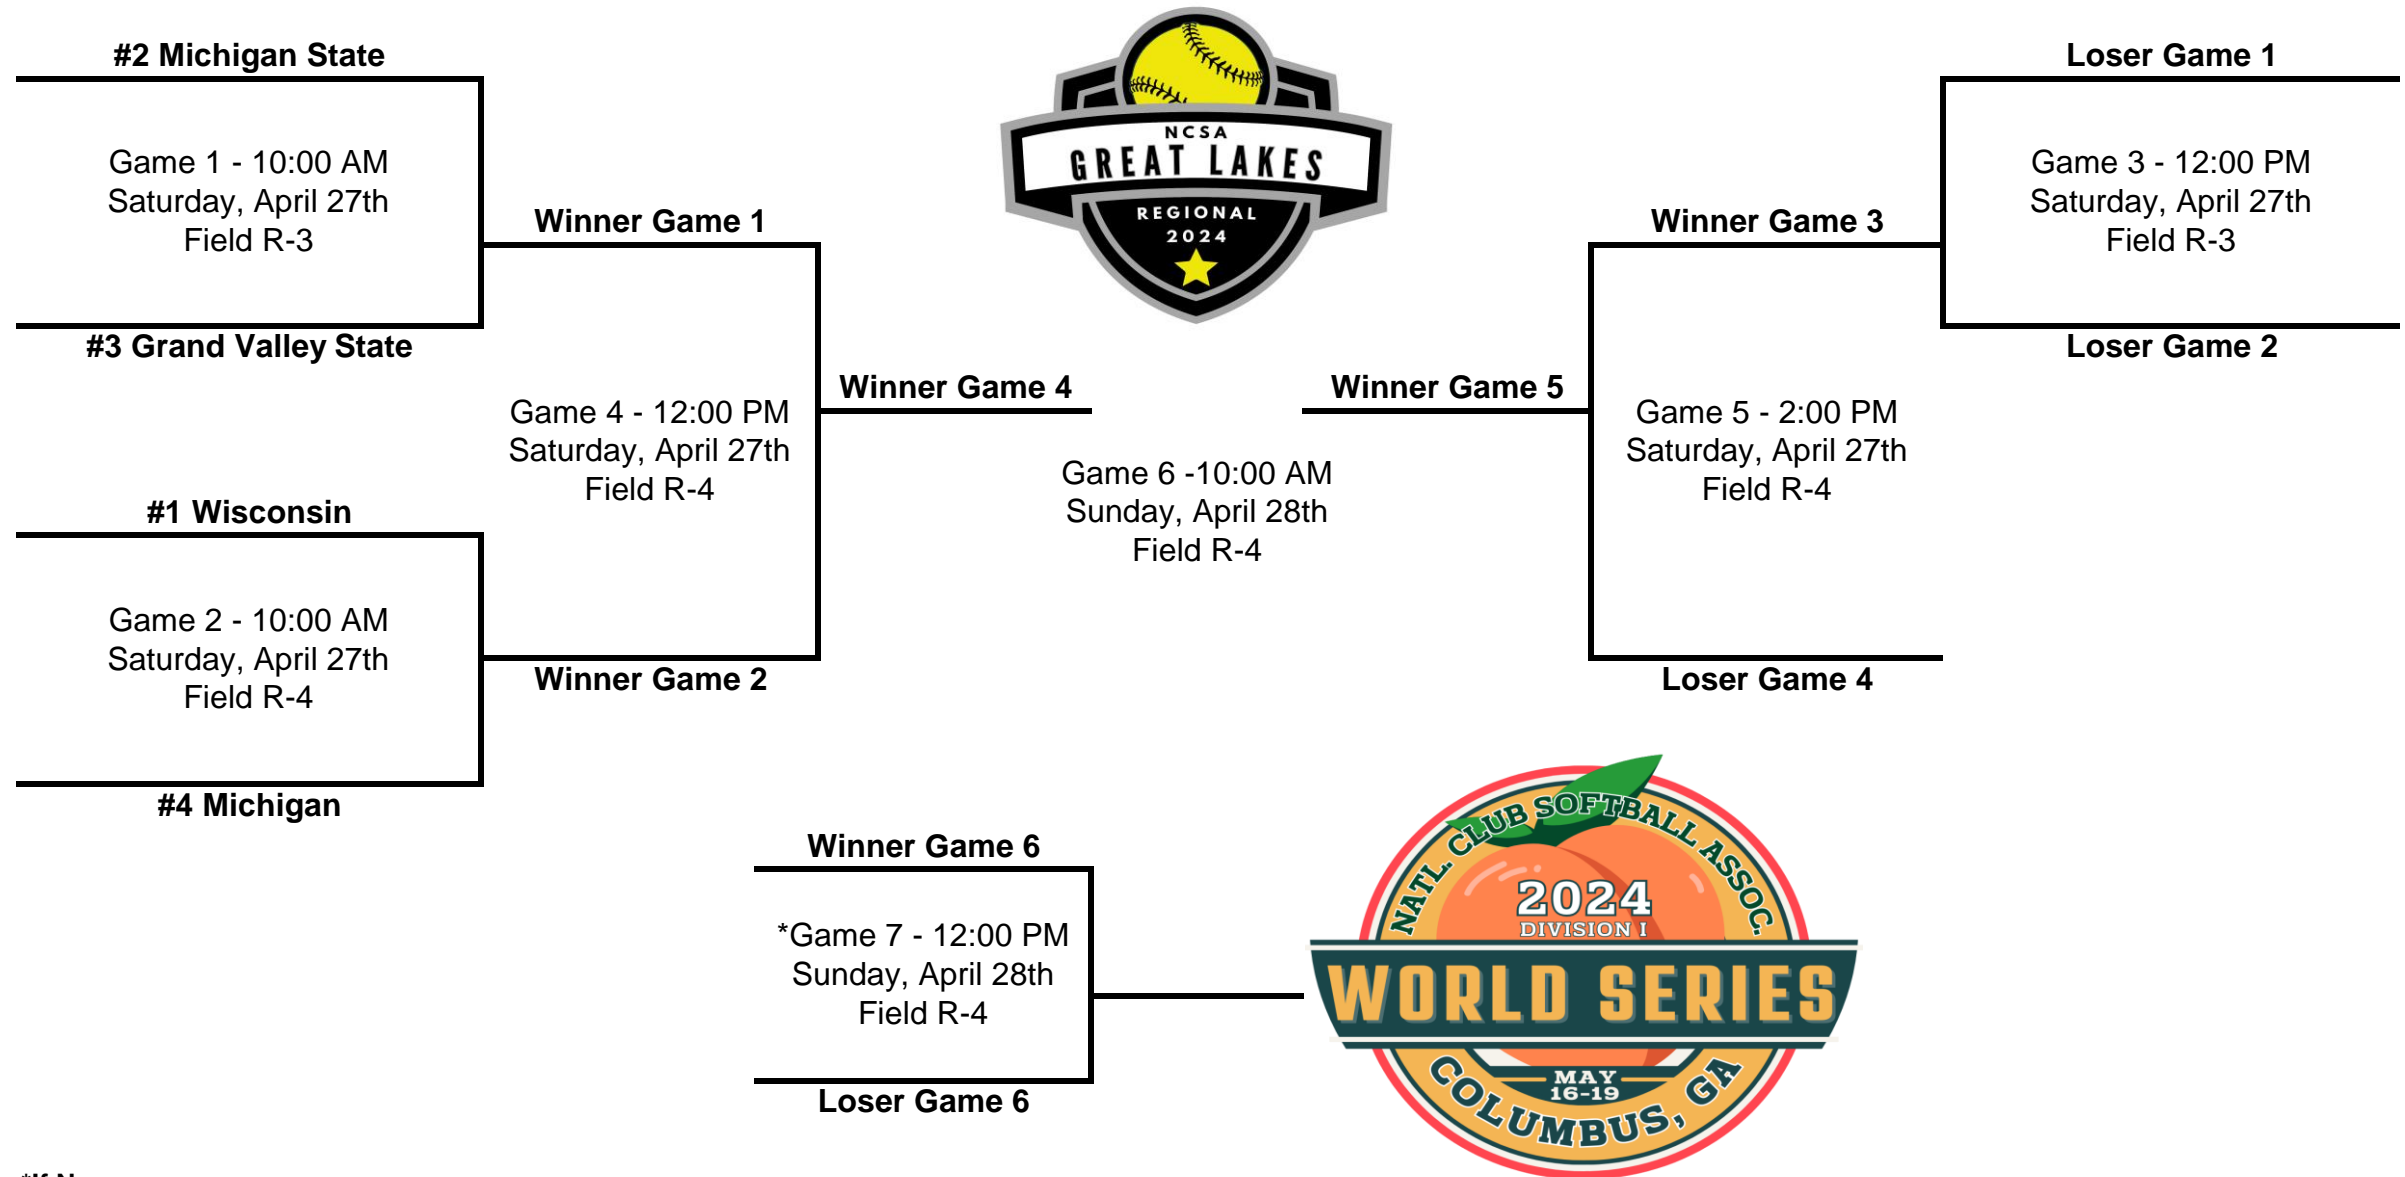 #2 Michigan State
Game 1 - 10:00 AM
Saturday, April 27th
Field R-3
#3 Grand Valley State
Winner Game 1
Game 4 - 12:00 PM
Saturday, April 27th
Field R-4
#1 Wisconsin
Game 2 - 10:00 AM
Saturday, April 27th
Field R-4
#4 Michigan
Winner Game 2
Winner Game 4
NCSA
GREAT LAKES
REGIONAL
2024
Game 6 -10:00 AM
Sunday, April 28th
Field R-4
Winner Game 5
Winner Game 3
Game 5 - 2:00 PM
Saturday, April 27th
Field R-4
Loser Game 4
Loser Game 1
Game 3 - 12:00 PM
Saturday, April 27th
Field R-3
Loser Game 2
Winner Game 6
*Game 7 - 12:00 PM
Sunday, April 28th
Field R-4
Loser Game 6
NATL. CLUB SOFTBALL ASSOC.
2024
DIVISION I
WORLD SERIES
MAY
16-19
COLUMBUS, GA